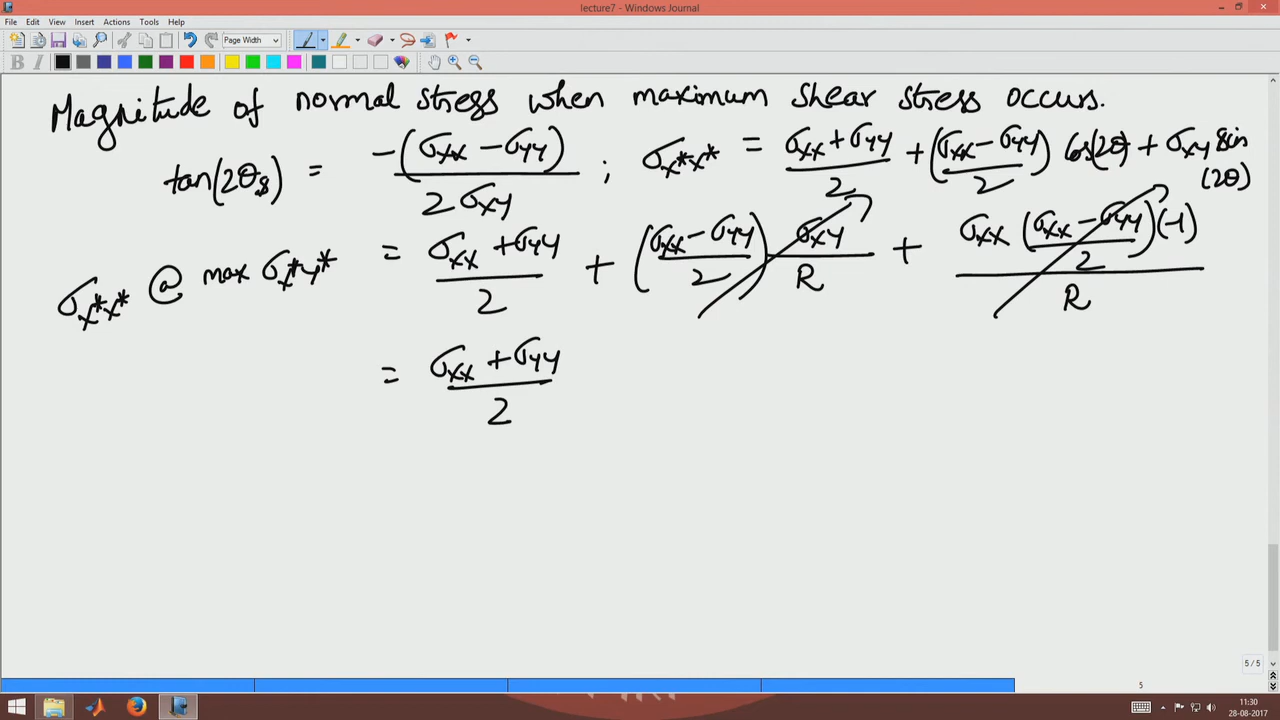 lecture7 - Windows Journal
File Edit View Insert Actions Tools Help
Page Width
B I
Magnitude of normal stress when maximum shear stress occurs.
tan(2θs) = -(σxx - σyy) / 2σxy ; σx*x* = (σxx + σyy)/2 + ((σxx - σyy)/2) cos(2θ) + σxy sin (2θ)
σx*x* @ max σx*y* = (σxx + σyy)/2 + ((σxx - σyy)/2) σxy/R + σxx ((σxx - σyy)/2)(-1) / R
= (σxx + σyy)/2
5 / 5
5
11:30
28-08-2017